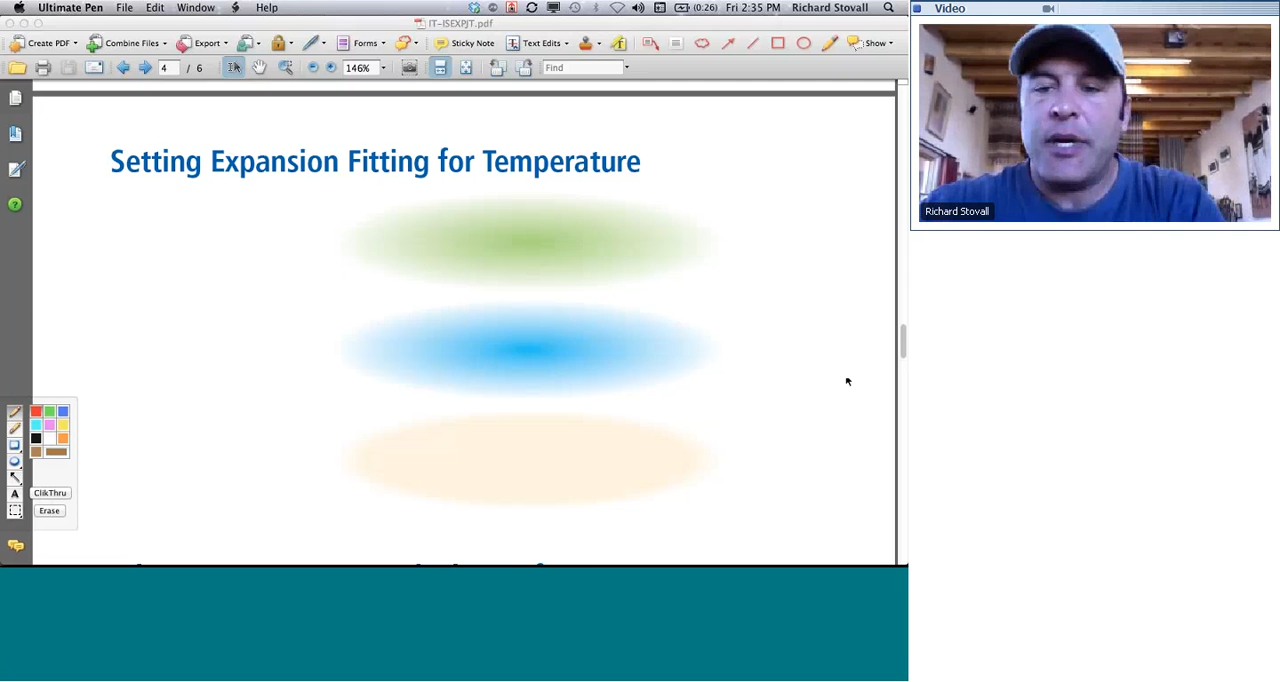 Ultimate Pen File Edit Window Help (0:26) Fri 2:35 PM Richard Stovall
IT-ISEXPJT.pdf
Create PDF Combine Files Export Forms Sticky Note Text Edits Show
4 / 6 146% Find
Setting Expansion Fitting for Temperature
A
ClikThru
Erase
Video
Richard Stovall